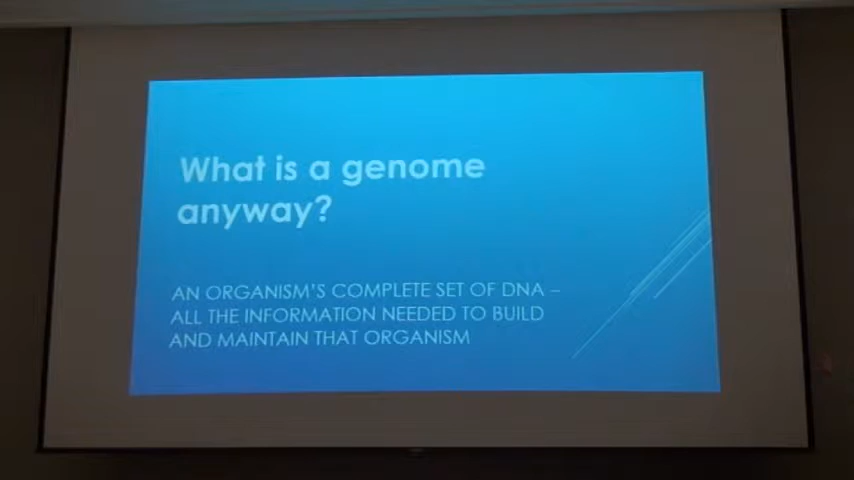 What is a genome
anyway?
AN ORGANISM'S COMPLETE SET OF DNA –
ALL THE INFORMATION NEEDED TO BUILD
AND MAINTAIN THAT ORGANISM